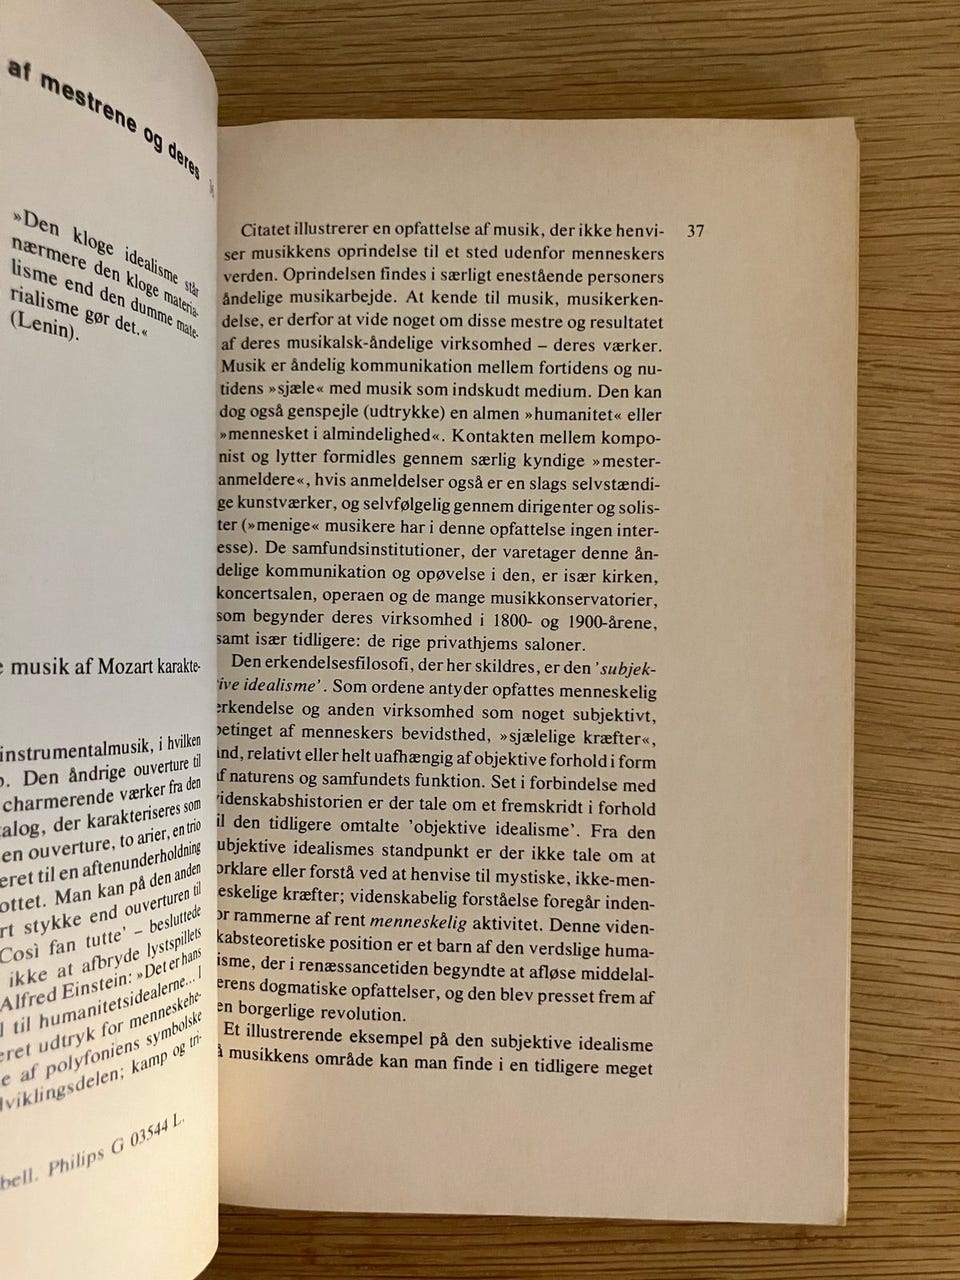 af mestrene og deres
»Den kloge idealisme står
nærmere den kloge materia-
lisme end den dumme mate-
rialisme gør det.«
(Lenin).
musik af Mozart karakte-
instrumentalmusik, i hvilken
Den åndrige ouverture til
charmerende værker fra den
talog, der karakteriseres som
en ouverture, to arier, en trio
eret til en aftenunderholdning
ottet. Man kan på den anden
rt stykke end ouverturen til
Così fan tutte' – besluttede
ikke at afbryde lystspillets
Alfred Einstein: »Det er hans
l til humanitetsidealerne... I
eret udtryk for menneskehe-
e af polyfoniens symbolske
dviklingsdelen; kamp og tri-
bell. Philips G 03544 L.
37
Citatet illustrerer en opfattelse af musik, der ikke henvi-
ser musikkens oprindelse til et sted udenfor menneskers
verden. Oprindelsen findes i særligt enestående personers
åndelige musikarbejde. At kende til musik, musikerken-
delse, er derfor at vide noget om disse mestre og resultatet
af deres musikalsk-åndelige virksomhed – deres værker.
Musik er åndelig kommunikation mellem fortidens og nu-
tidens »sjæle« med musik som indskudt medium. Den kan
dog også genspejle (udtrykke) en almen »humanitet« eller
»mennesket i almindelighed«. Kontakten mellem kompo-
nist og lytter formidles gennem særlig kyndige »mester-
anmeldere«, hvis anmeldelser også er en slags selvstændi-
ge kunstværker, og selvfølgelig gennem dirigenter og solis-
ter (»menige« musikere har i denne opfattelse ingen inter-
esse). De samfundsinstitutioner, der varetager denne ån-
delige kommunikation og opøvelse i den, er især kirken,
koncertsalen, operaen og de mange musikkonservatorier,
som begynder deres virksomhed i 1800- og 1900-årene,
samt især tidligere: de rige privathjems saloner.
Den erkendelsesfilosofi, der her skildres, er den 'subjek-
ive idealisme'. Som ordene antyder opfattes menneskelig
erkendelse og anden virksomhed som noget subjektivt,
betinget af menneskers bevidsthed, »sjælelige kræfter«,
ånd, relativt eller helt uafhængig af objektive forhold i form
af naturens og samfundets funktion. Set i forbindelse med
videnskabshistorien er der tale om et fremskridt i forhold
il den tidligere omtalte 'objektive idealisme'. Fra den
ubjektive idealismes standpunkt er der ikke tale om at
orklare eller forstå ved at henvise til mystiske, ikke-men-
eskelige kræfter; videnskabelig forståelse foregår inden-
or rammerne af rent menneskelig aktivitet. Denne viden-
kabsteoretiske position er et barn af den verdslige huma-
isme, der i renæssancetiden begyndte at afløse middelal-
erens dogmatiske opfattelser, og den blev presset frem af
en borgerlige revolution.
Et illustrerende eksempel på den subjektive idealisme
å musikkens område kan man finde i en tidligere meget